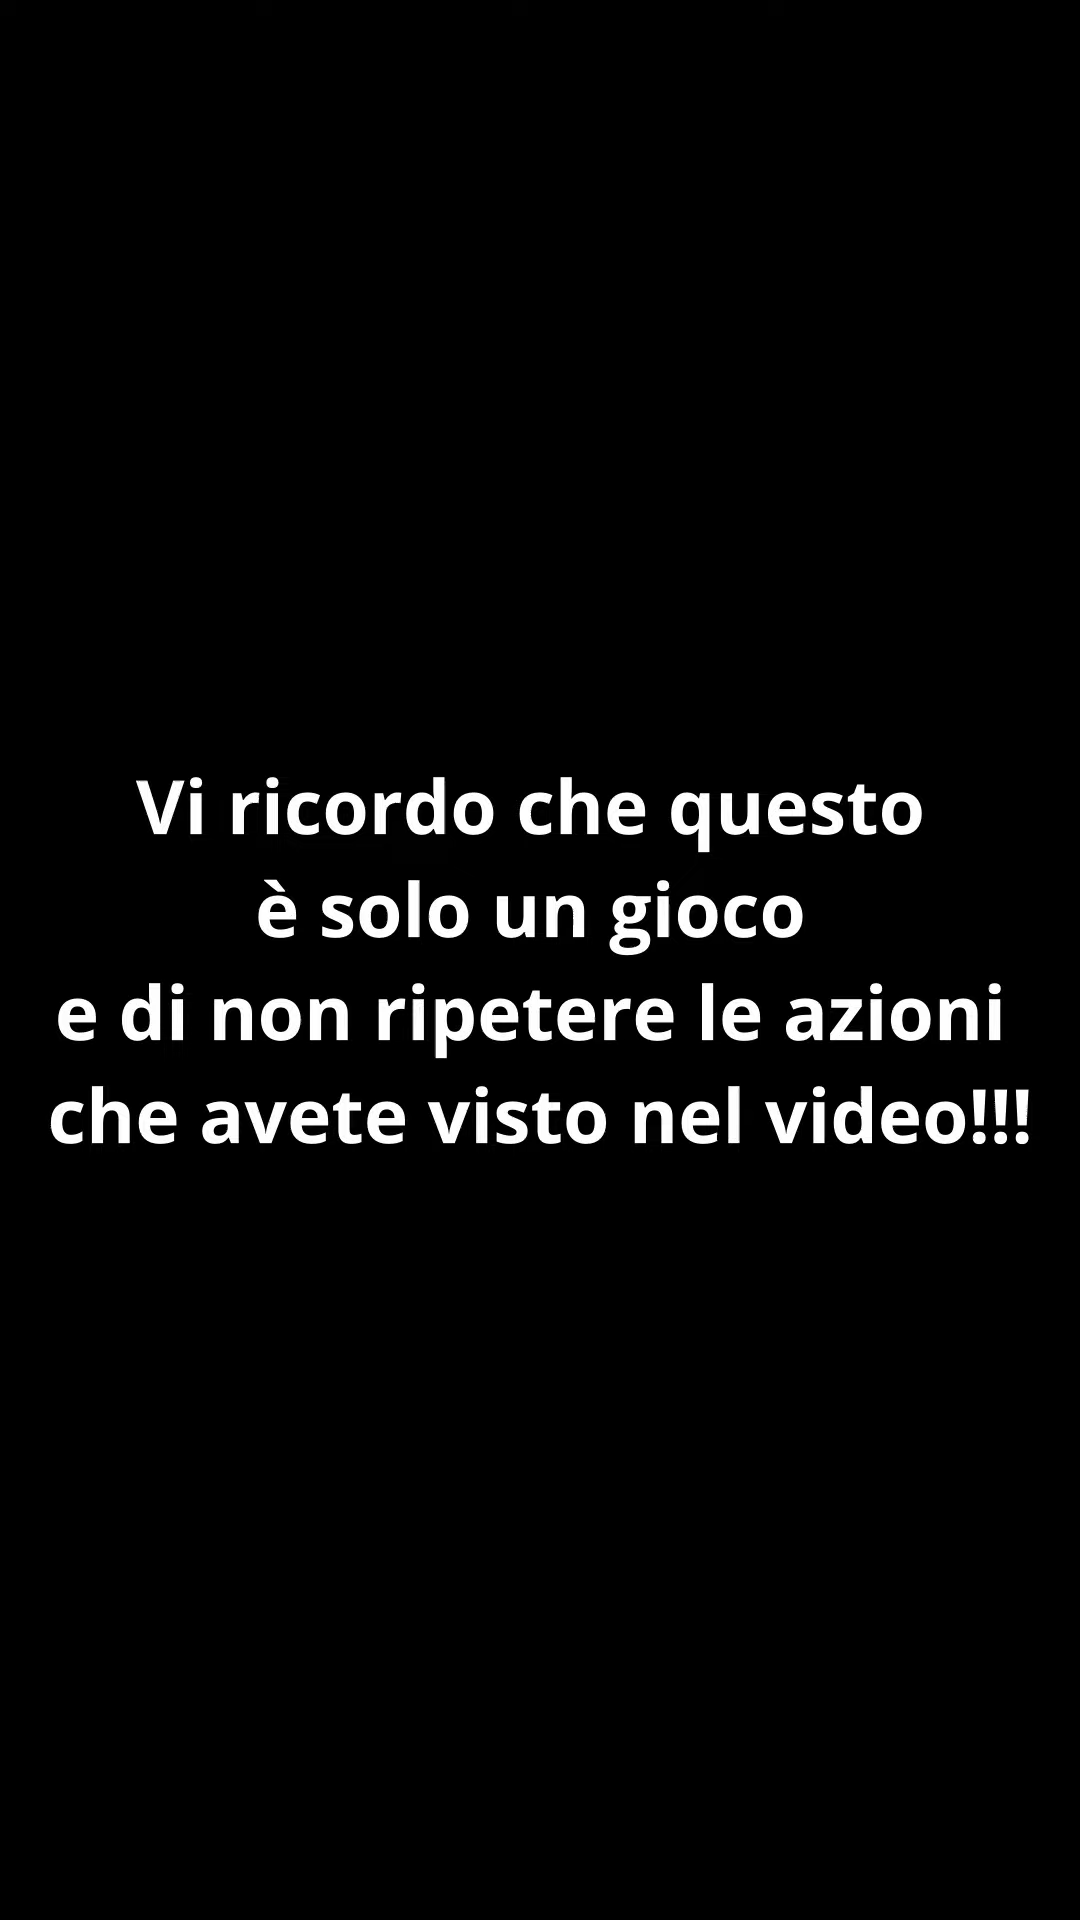 Vi ricordo che questo
è solo un gioco
e di non ripetere le azioni
che avete visto nel video!!!